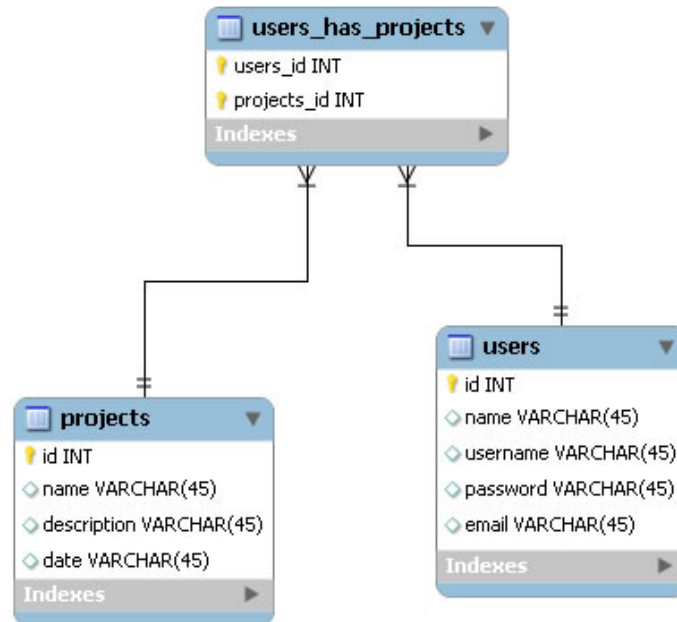 users_has_projects
users_id INT
projects_id INT
Indexes
projects
id INT
name VARCHAR(45)
description VARCHAR(45)
date VARCHAR(45)
Indexes
users
id INT
name VARCHAR(45)
username VARCHAR(45)
password VARCHAR(45)
email VARCHAR(45)
Indexes